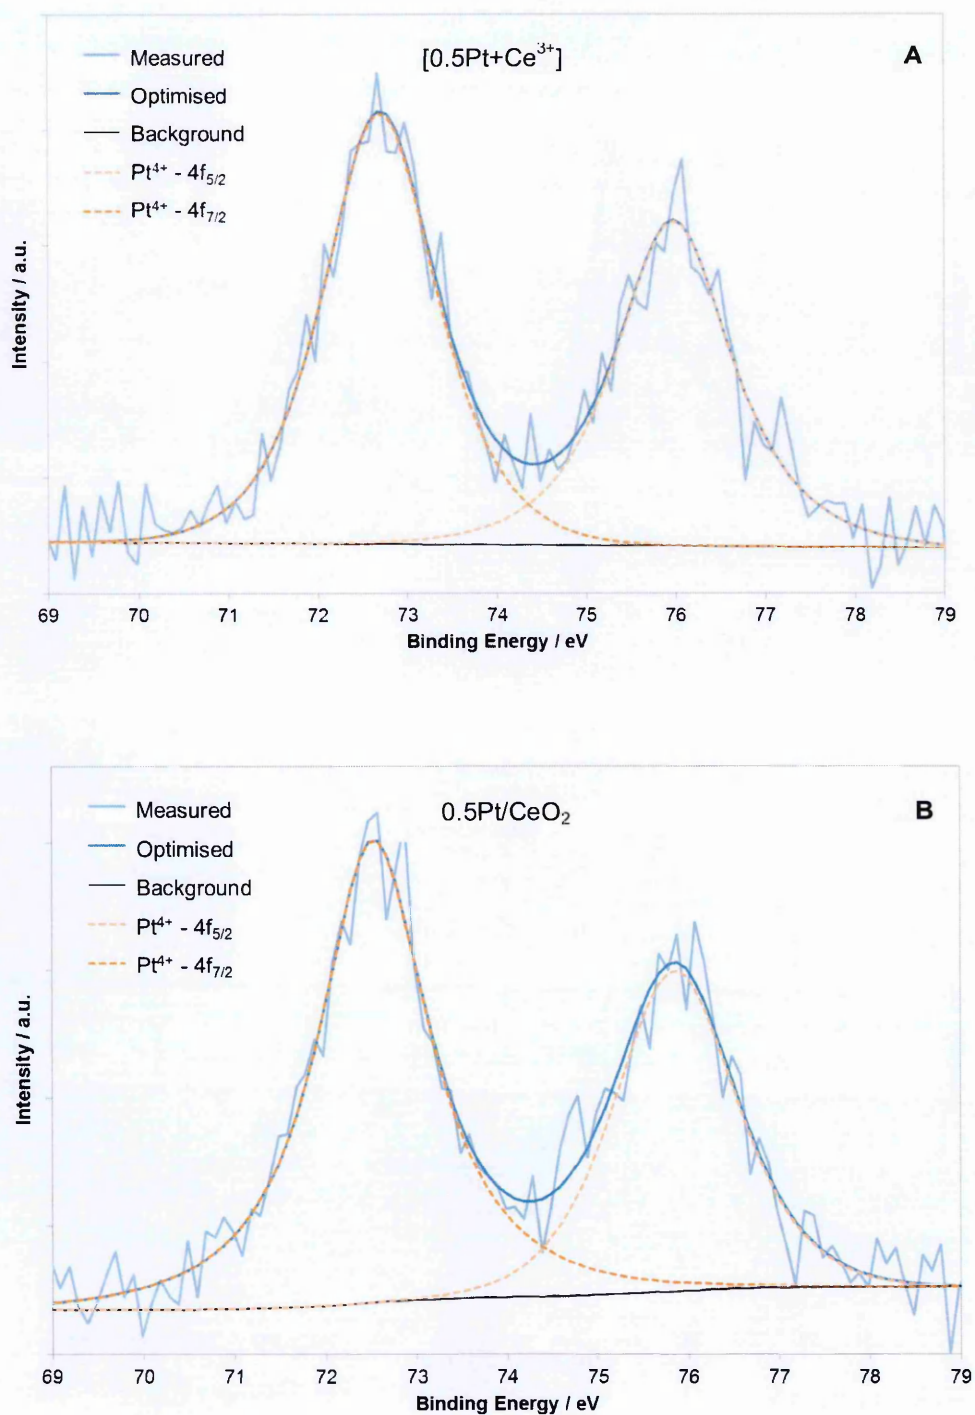 [0.5Pt+Ce³⁺]
A
Measured
Optimised
Background
Pt⁴⁺ - 4f₅/₂
Pt⁴⁺ - 4f₇/₂
Intensity / a.u.
69 70 71 72 73 74 75 76 77 78 79
Binding Energy / eV
0.5Pt/CeO₂
B
Measured
Optimised
Background
Pt⁴⁺ - 4f₅/₂
Pt⁴⁺ - 4f₇/₂
Intensity / a.u.
69 70 71 72 73 74 75 76 77 78 79
Binding Energy / eV